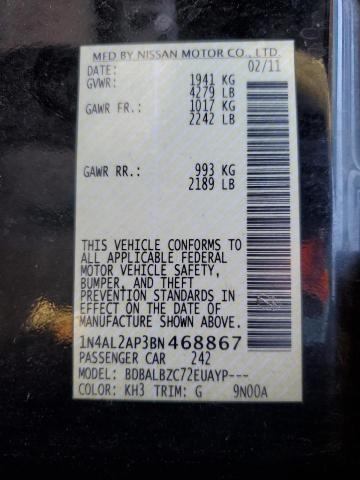 MFD BY NISSAN MOTOR CO., LTD.
DATE: 02/11
GVWR: 1941 KG
4279 LB
GAWR FR.: 1017 KG
2242 LB
GAWR RR.: 993 KG
2189 LB
THIS VEHICLE CONFORMS TO
ALL APPLICABLE FEDERAL
MOTOR VEHICLE SAFETY,
BUMPER, AND THEFT
PREVENTION STANDARDS IN
EFFECT ON THE DATE OF
MANUFACTURE SHOWN ABOVE.
1N4AL2AP3BN468867
PASSENGER CAR 242
MODEL: BDBALBZC72EUAYP---
COLOR: KH3 TRIM: G 9N00A